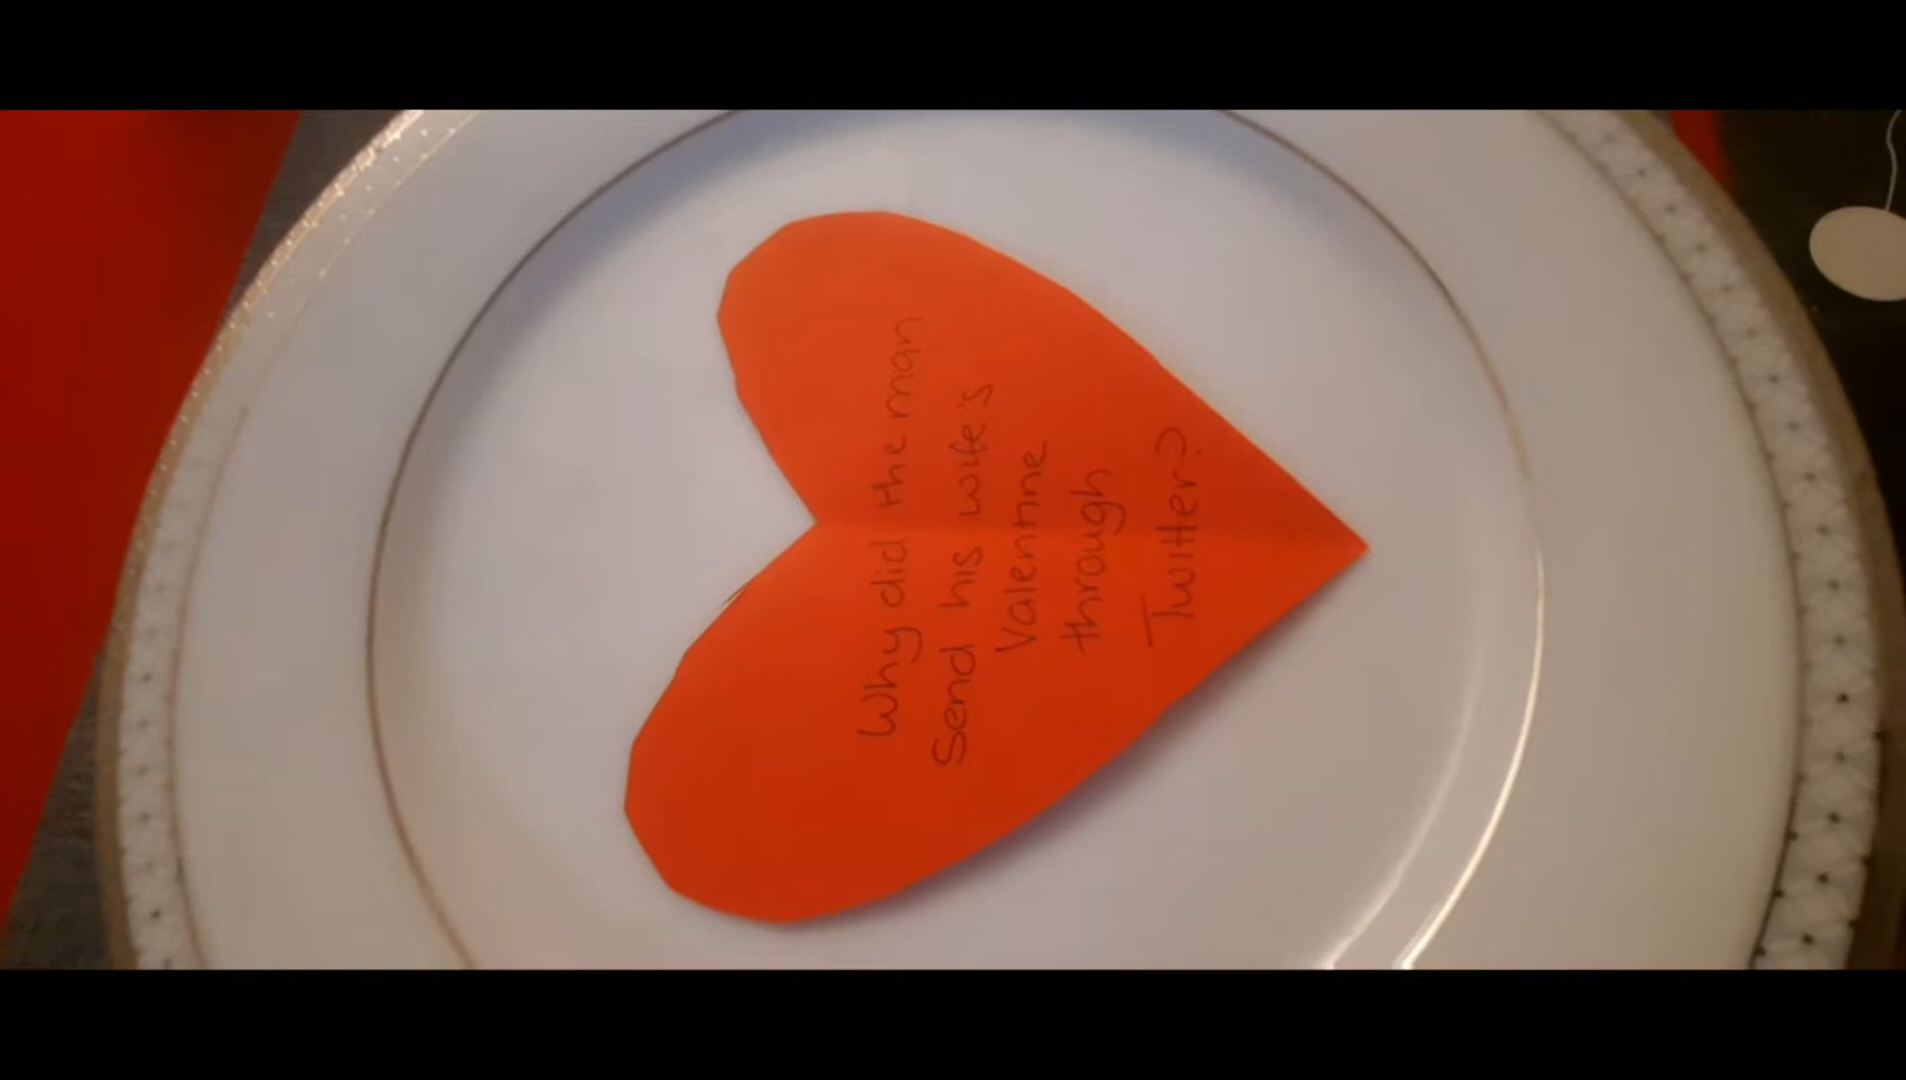 Why did the man
Send his wife's
Valentine
through
Twitter?